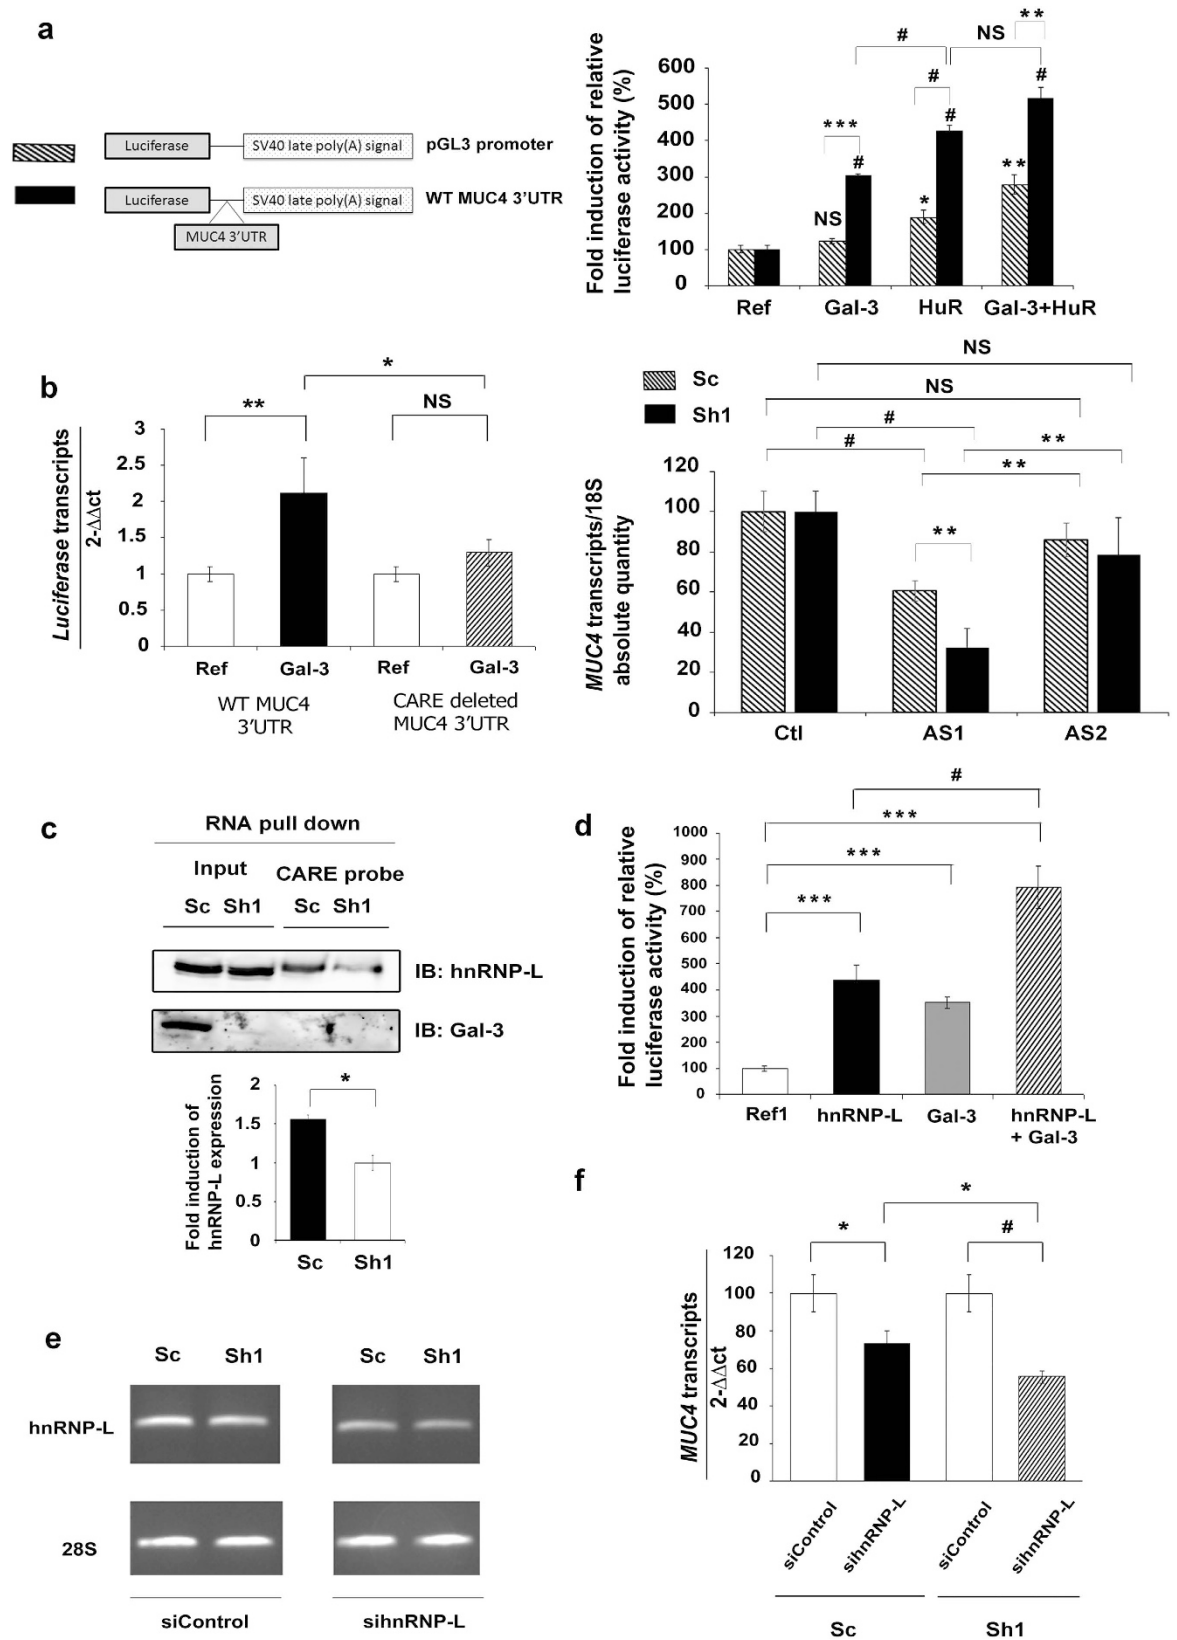 a
Luciferase
SV40 late poly(A) signal
pGL3 promoter
Luciferase
SV40 late poly(A) signal
WT MUC4 3'UTR
MUC4 3'UTR
Fold induction of relative
luciferase activity (%)
600
500
400
300
200
100
0
NS
***
#
*
#
#
#
**
#
NS
**
Ref
Gal-3
HuR
Gal-3+HuR
b
Luciferase transcripts
2-ΔΔct
3
2.5
2
1.5
1
0.5
0
**
*
NS
Ref
Gal-3
Ref
Gal-3
WT MUC4
3'UTR
CARE deleted
MUC4 3'UTR
Sc
Sh1
MUC4 transcripts/18S
absolute quantity
120
100
80
60
40
20
0
NS
NS
#
#
**
**
**
Ctl
AS1
AS2
c
RNA pull down
Input
CARE probe
Sc Sh1
Sc Sh1
IB: hnRNP-L
IB: Gal-3
Fold induction of
hnRNP-L expression
2
1.5
1
0.5
0
*
Sc
Sh1
d
Fold induction of relative
luciferase activity (%)
1000
900
800
700
600
500
400
300
200
100
0
#
***
***
***
Ref1
hnRNP-L
Gal-3
hnRNP-L
+ Gal-3
e
Sc
Sh1
Sc
Sh1
hnRNP-L
28S
siControl
sihnRNP-L
f
MUC4 transcripts
2-ΔΔct
120
100
80
60
40
20
0
*
*
#
siControl
sihnRNP-L
siControl
sihnRNP-L
Sc
Sh1